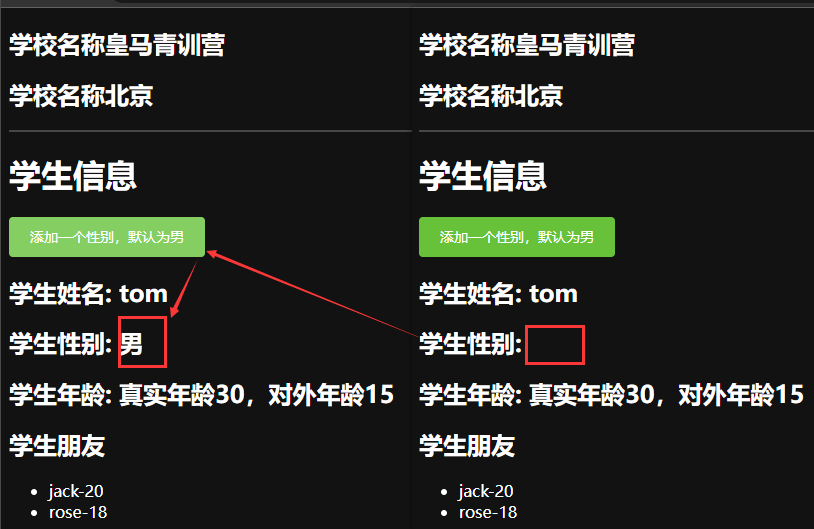 学校名称皇马青训营
学校名称北京
学生信息
添加一个性别，默认为男
学生姓名: tom
学生性别: 男
学生年龄: 真实年龄30，对外年龄15
学生朋友
jack-20
rose-18
学校名称皇马青训营
学校名称北京
学生信息
添加一个性别，默认为男
学生姓名: tom
学生性别:
学生年龄: 真实年龄30，对外年龄15
学生朋友
jack-20
rose-18